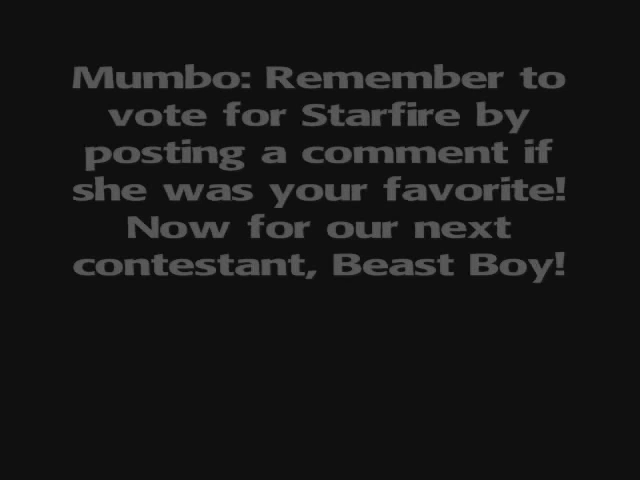 Mumbo: Remember to
vote for Starfire by
posting a comment if
she was your favorite!
Now for our next
contestant, Beast Boy!